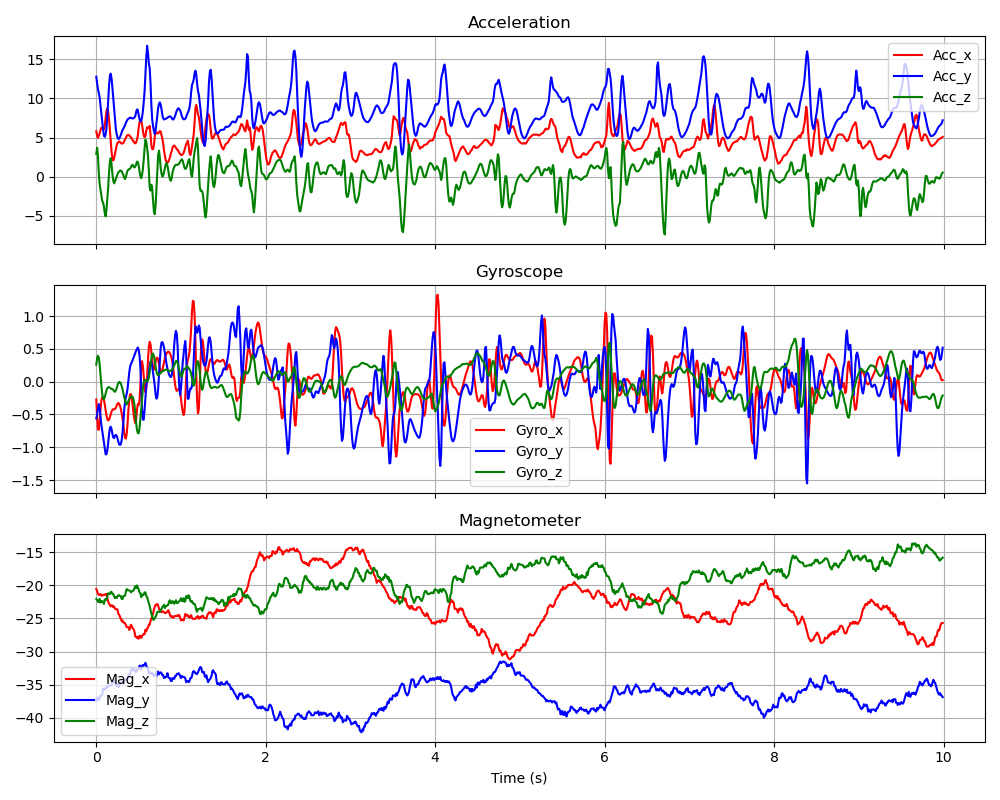 Acceleration
15
10
5
0
−5
Acc_x
Acc_y
Acc_z
Gyroscope
1.0
0.5
0.0
−0.5
−1.0
−1.5
Gyro_x
Gyro_y
Gyro_z
Magnetometer
−15
−20
−25
−30
−35
−40
Mag_x
Mag_y
Mag_z
0 2 4 6 8 10
Time (s)